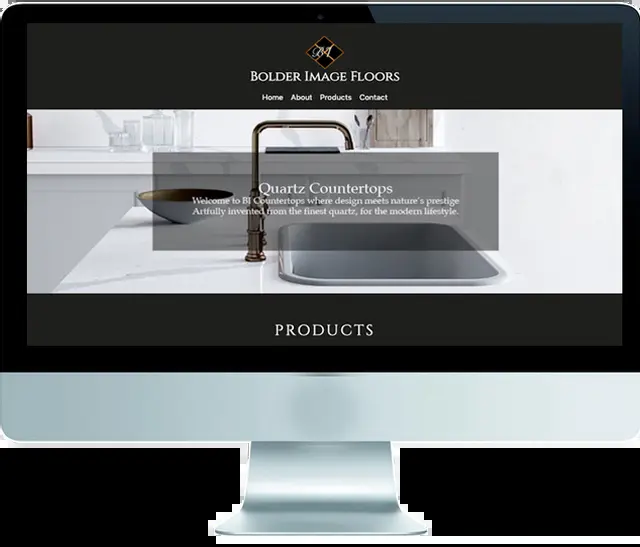 BI
Bolder Image Floors
Home About Products Contact
Quartz Countertops
Welcome to BI Countertops where design meets nature's prestige
Artfully invented from the finest quartz, for the modern lifestyle.
PRODUCTS